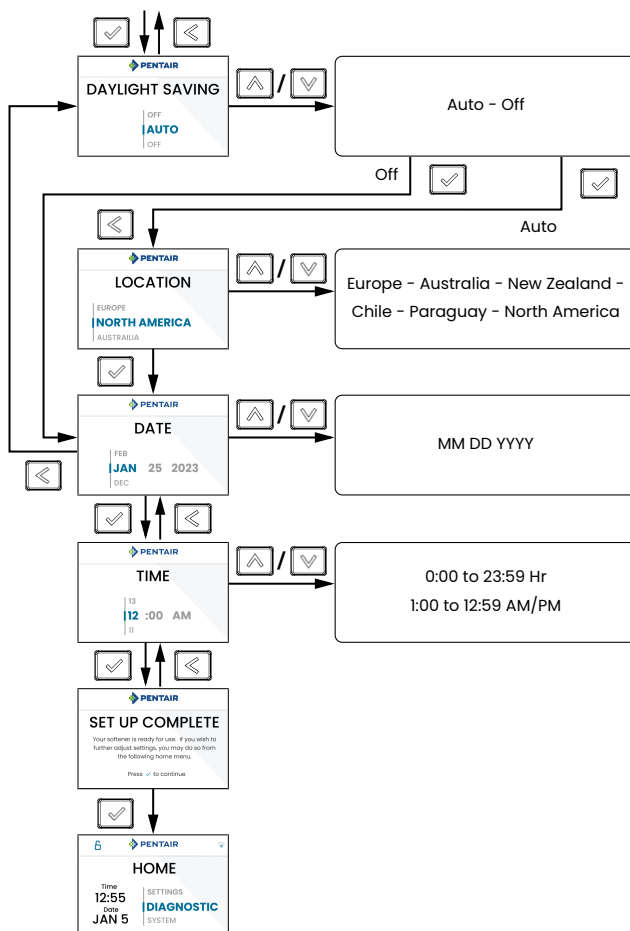 PENTAIR
DAYLIGHT SAVING
OFF
AUTO
OFF
/
Auto - Off
Off
Auto
PENTAIR
LOCATION
EUROPE
NORTH AMERICA
AUSTRAILIA
/
Europe - Australia - New Zealand -
Chile - Paraguay - North America
PENTAIR
DATE
FEB
JAN 25 2023
DEC
/
MM DD YYYY
PENTAIR
TIME
13
12 :00 AM
11
/
0:00 to 23:59 Hr
1:00 to 12:59 AM/PM
PENTAIR
SET UP COMPLETE
Your softener is ready for use. If you wish to
further adjust settings, you may do so from
the following home menu.
Press ✓ to continue
PENTAIR
HOME
Time
12:55
Date
JAN 5
SETTINGS
DIAGNOSTIC
SYSTEM